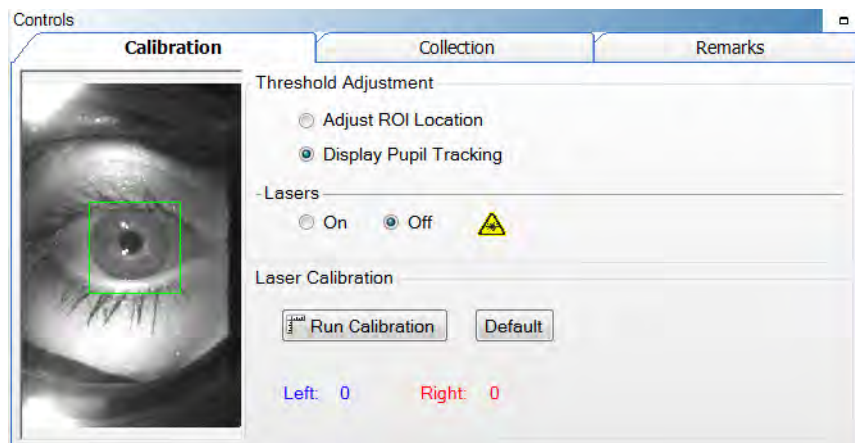 Controls
Calibration Collection Remarks
Threshold Adjustment
Adjust ROI Location
Display Pupil Tracking
Lasers
On Off
Laser Calibration
Run Calibration Default
Left: 0 Right: 0